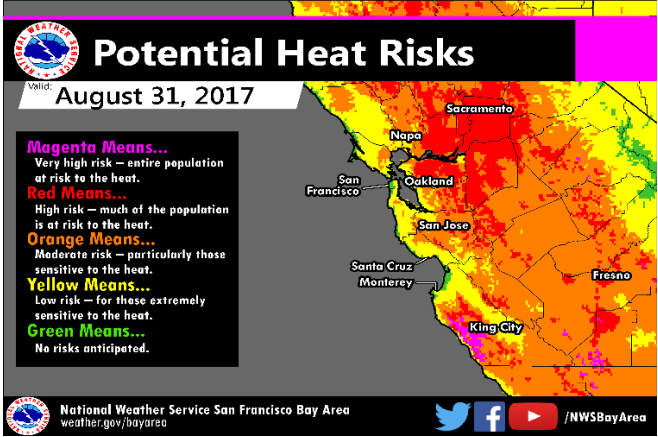 NATIONAL WEATHER SERVICE
Potential Heat Risks
Valid:
August 31, 2017
Magenta Means...
Very high risk – entire population
at risk to the heat.
Red Means...
High risk – much of the population
is at risk to the heat.
Orange Means...
Moderate risk – particularly those
sensitive to the heat.
Yellow Means...
Low risk – for those extremely
sensitive to the heat.
Green Means...
No risks anticipated.
Sacramento
Napa
San
Francisco
Oakland
San Jose
Santa Cruz
Monterey
Fresno
King City
National Weather Service San Francisco Bay Area
weather.gov/bayarea
/NWSBayArea